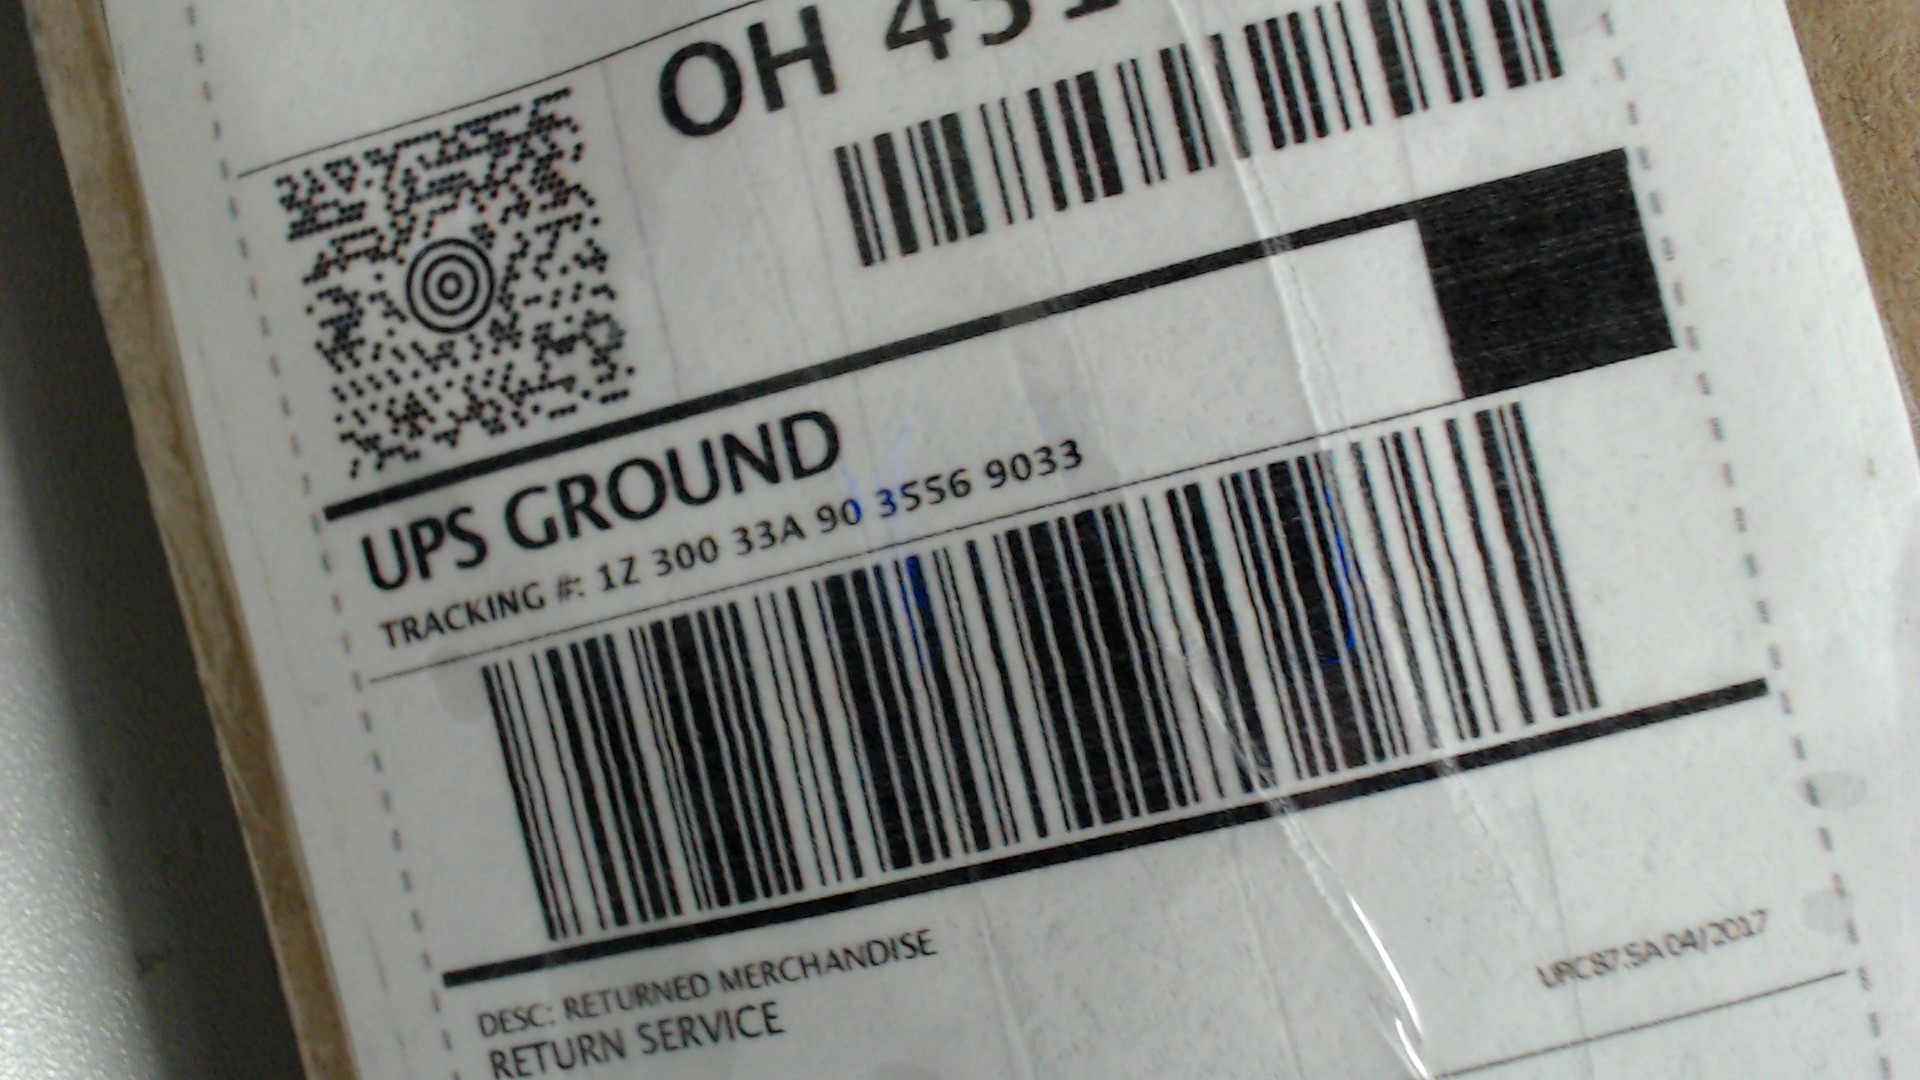 OH 451
UPS GROUND
TRACKING #: 1Z 300 33A 90 3556 9033
DESC: RETURNED MERCHANDISE
RETURN SERVICE
URC87.5A 04/2017